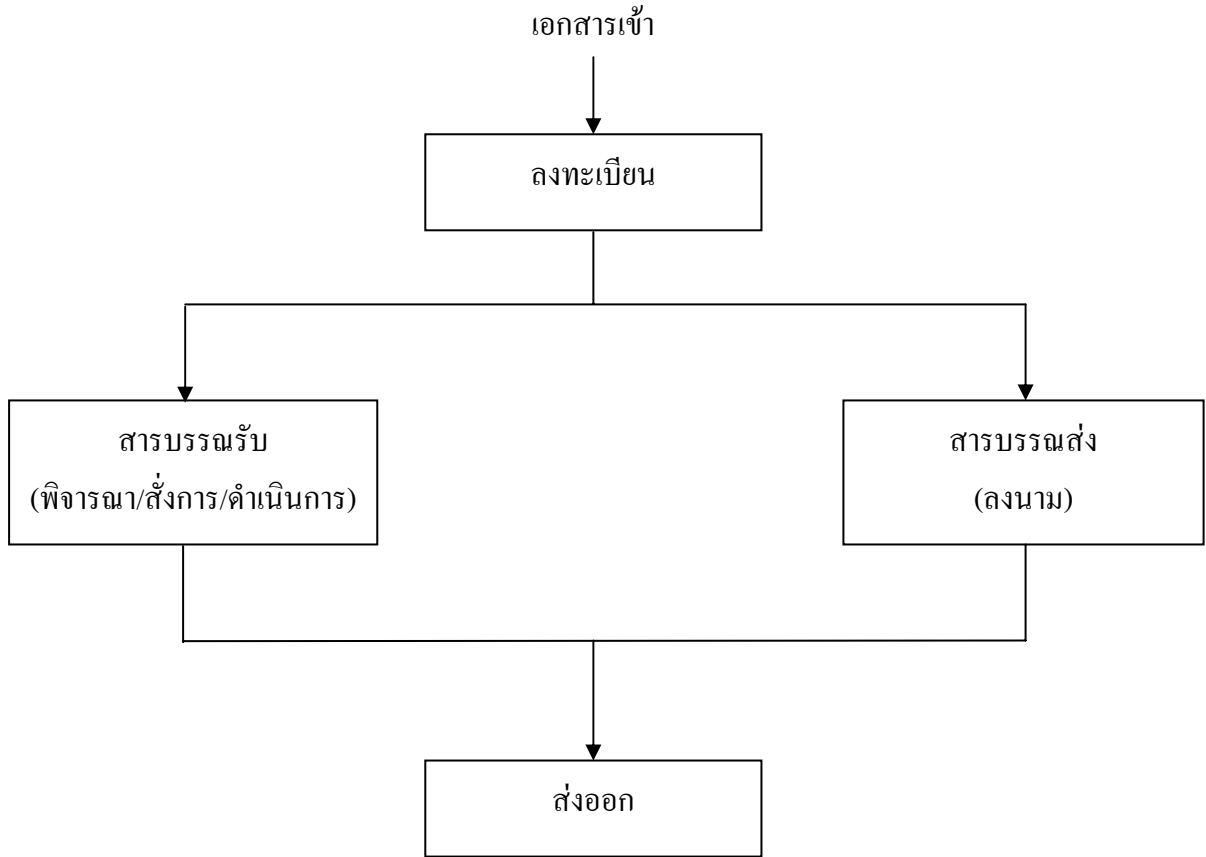 เอกสารเข้า
ลงทะเบียน
สารบรรณรับ
(พิจารณา/สั่งการ/ดำเนินการ)
สารบรรณส่ง
(ลงนาม)
ส่งออก